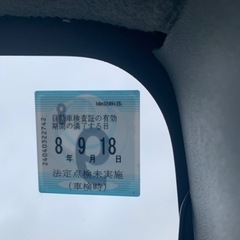 自動車検査証の有効
期間の満了する日
8 9 18
年 月 日
法定点検未実施
(車検時)
24040322742